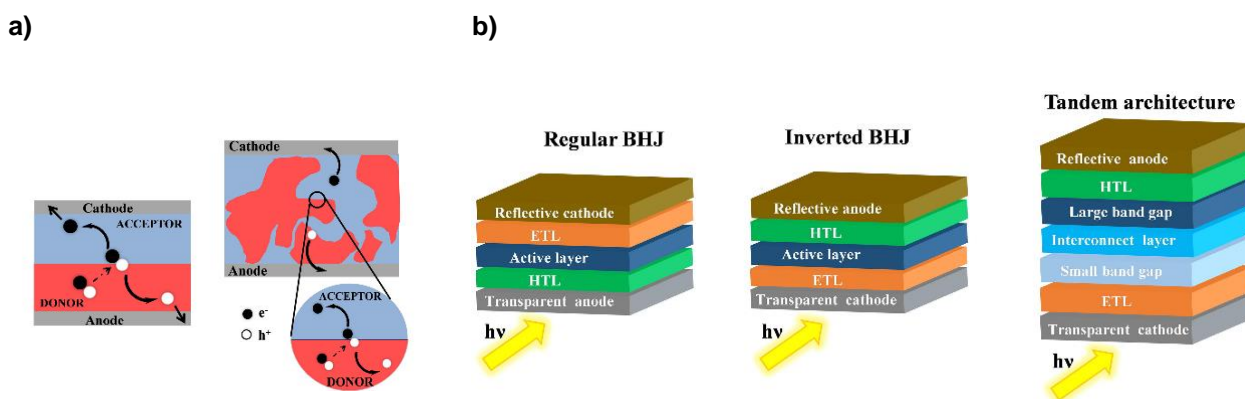 a)
b)
Cathode
ACCEPTOR
DONOR
Anode
Cathode
Anode
e-
h+
ACCEPTOR
DONOR
Regular BHJ
Reflective cathode
ETL
Active layer
HTL
Transparent anode
hν
Inverted BHJ
Reflective anode
HTL
Active layer
ETL
Transparent cathode
hν
Tandem architecture
Reflective anode
HTL
Large band gap
Interconnect layer
Small band gap
ETL
Transparent cathode
hν